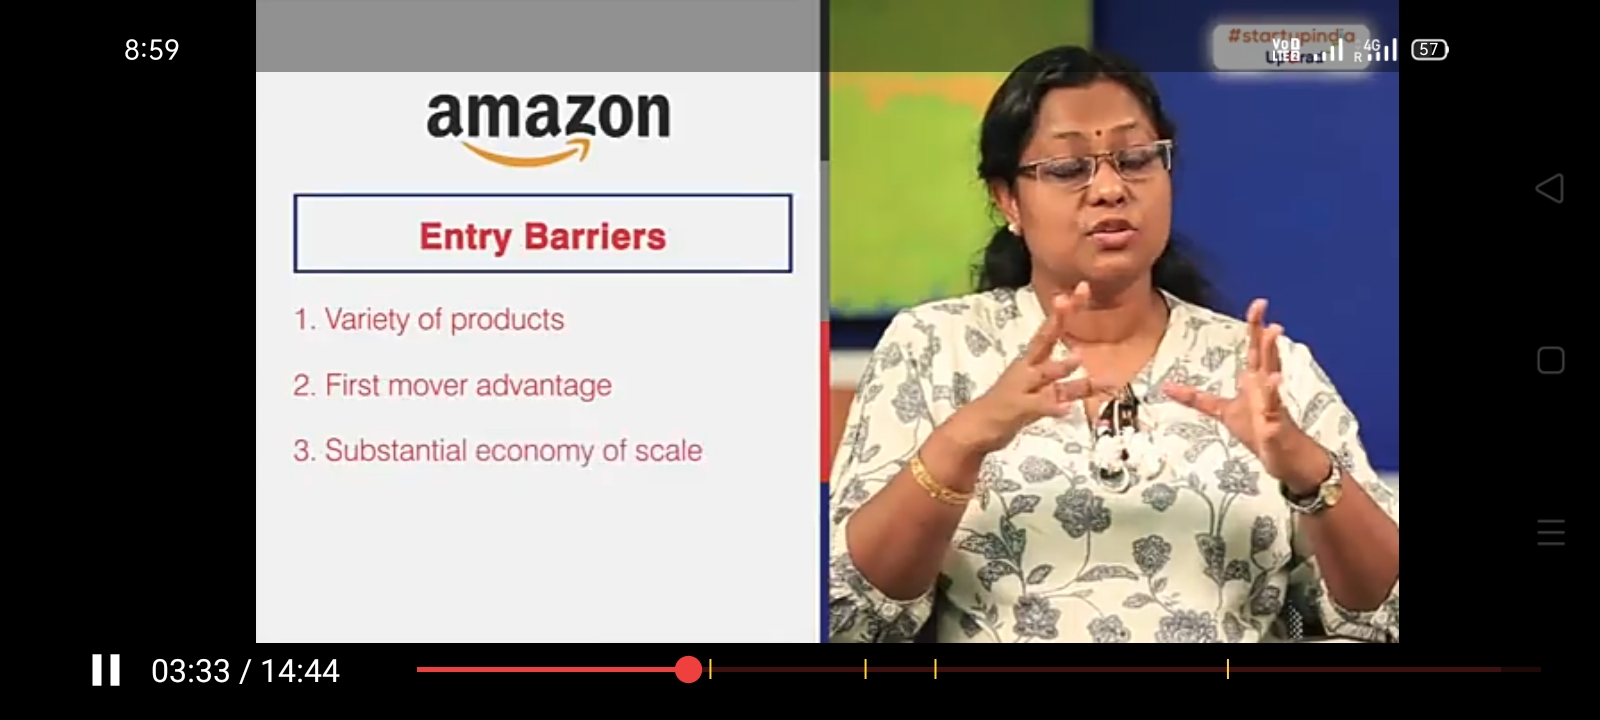 8:59
#startupindia
VoD
LTE2
4G
R
57
amazon
Entry Barriers
1. Variety of products
2. First mover advantage
3. Substantial economy of scale
03:33 / 14:44